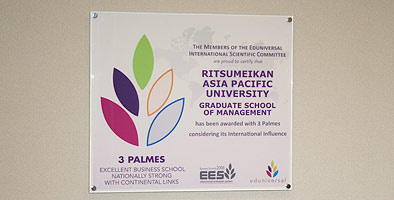 THE MEMBERS OF THE EDUNIVERSAL
INTERNATIONAL SCIENTIFIC COMMITTEE
are proud to certify that
RITSUMEIKAN
ASIA PACIFIC
UNIVERSITY
GRADUATE SCHOOL
OF MANAGEMENT
has been awarded with 3 Palmes
considering its International Influence
3 PALMES
EXCELLENT BUSINESS SCHOOL
NATIONALLY STRONG
WITH CONTINENTAL LINKS
EES
eduniversal